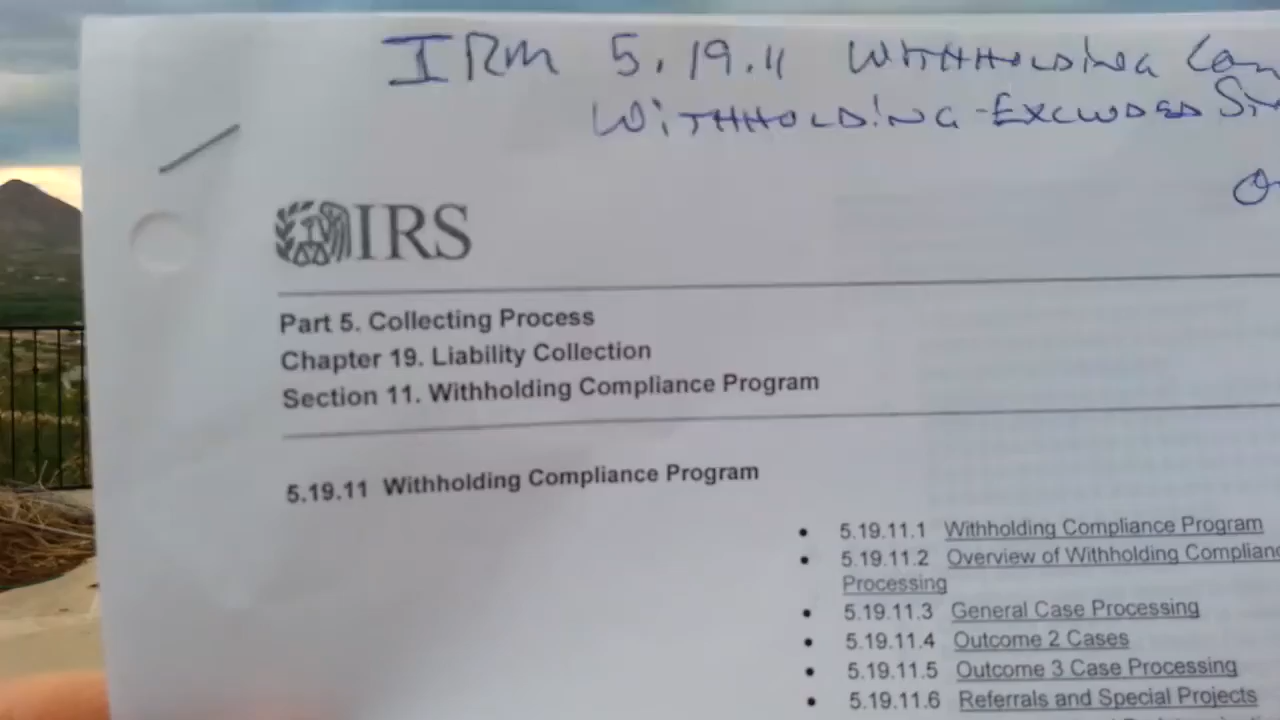 IRM 5.19.11 WITHHOLDING
WITHHOLDING-EXCLUDED
IRS
Part 5. Collecting Process
Chapter 19. Liability Collection
Section 11. Withholding Compliance Program
5.19.11 Withholding Compliance Program
• 5.19.11.1 Withholding Compliance Program
• 5.19.11.2 Overview of Withholding
Processing
• 5.19.11.3 General Case Processing
• 5.19.11.4 Outcome 2 Cases
• 5.19.11.5 Outcome 3 Case Processing
• 5.19.11.6 Referrals and Special Projects